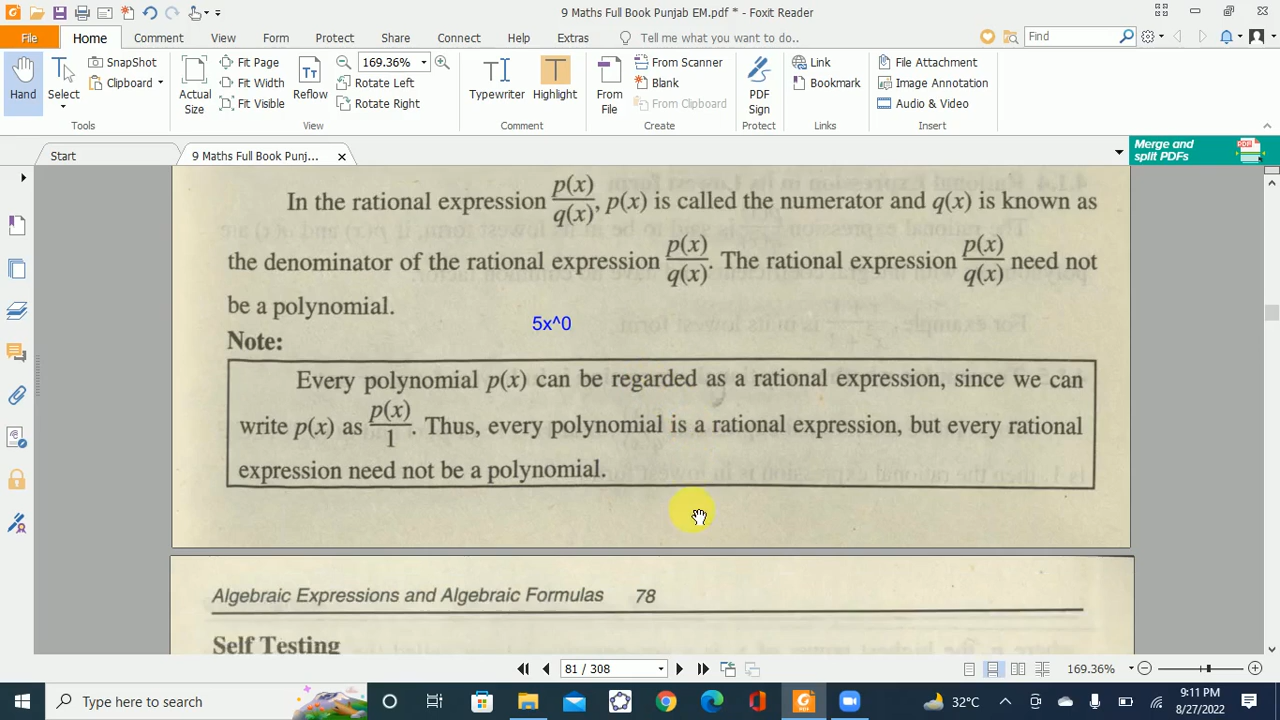 9 Maths Full Book Punjab EM.pdf * - Foxit Reader
File Home Comment View Form Protect Share Connect Help Extras Tell me what you want to do... Find
Hand Select SnapShot Clipboard Actual Size Reflow Fit Page Fit Width Fit Visible 169.36% Rotate Left Rotate Right Typewriter Highlight From File From Scanner Blank From Clipboard PDF Sign Link Bookmark File Attachment Image Annotation Audio & Video
Tools View Comment Create Protect Links Insert
Start 9 Maths Full Book Punj... Merge and split PDFs
In the rational expression p(x)/q(x), p(x) is called the numerator and q(x) is known as
the denominator of the rational expression p(x)/q(x). The rational expression p(x)/q(x) need not
be a polynomial.
5x^0
Note:
Every polynomial p(x) can be regarded as a rational expression, since we can
write p(x) as p(x)/1. Thus, every polynomial is a rational expression, but every rational
expression need not be a polynomial.
Algebraic Expressions and Algebraic Formulas 78
Self Testing
81 / 308 169.36%
Type here to search 32°C 9:11 PM
8/27/2022